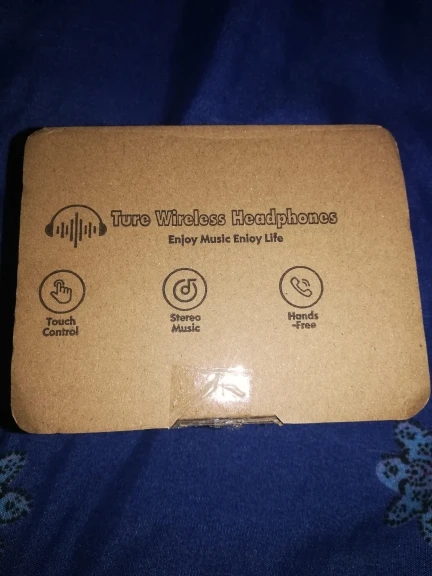 Ture Wireless Headphones
Enjoy Music Enioy Life
Touch
Control
Stereo
Music
Hands
-Free